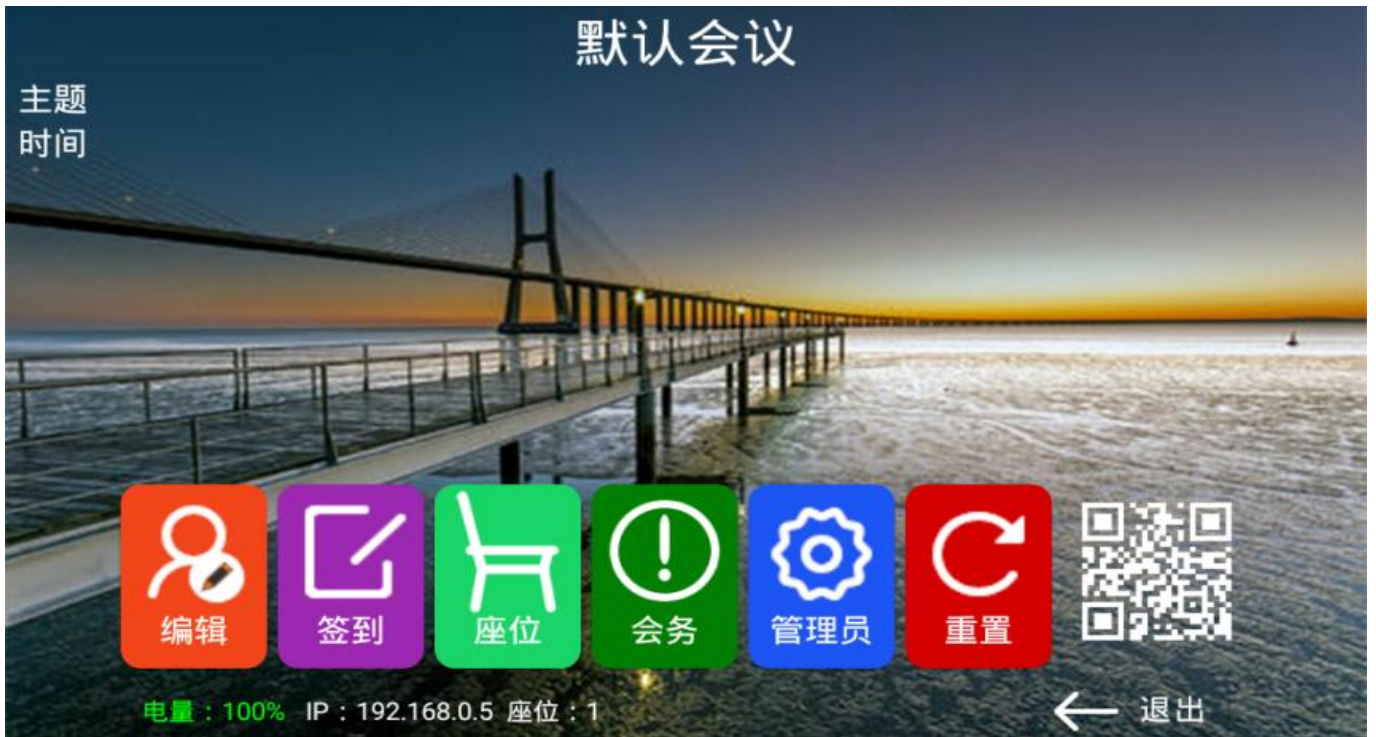 默认会议
主题
时间
编辑 签到 座位 会务 管理员 重置
电量：100% IP：192.168.0.5 座位：1
退出